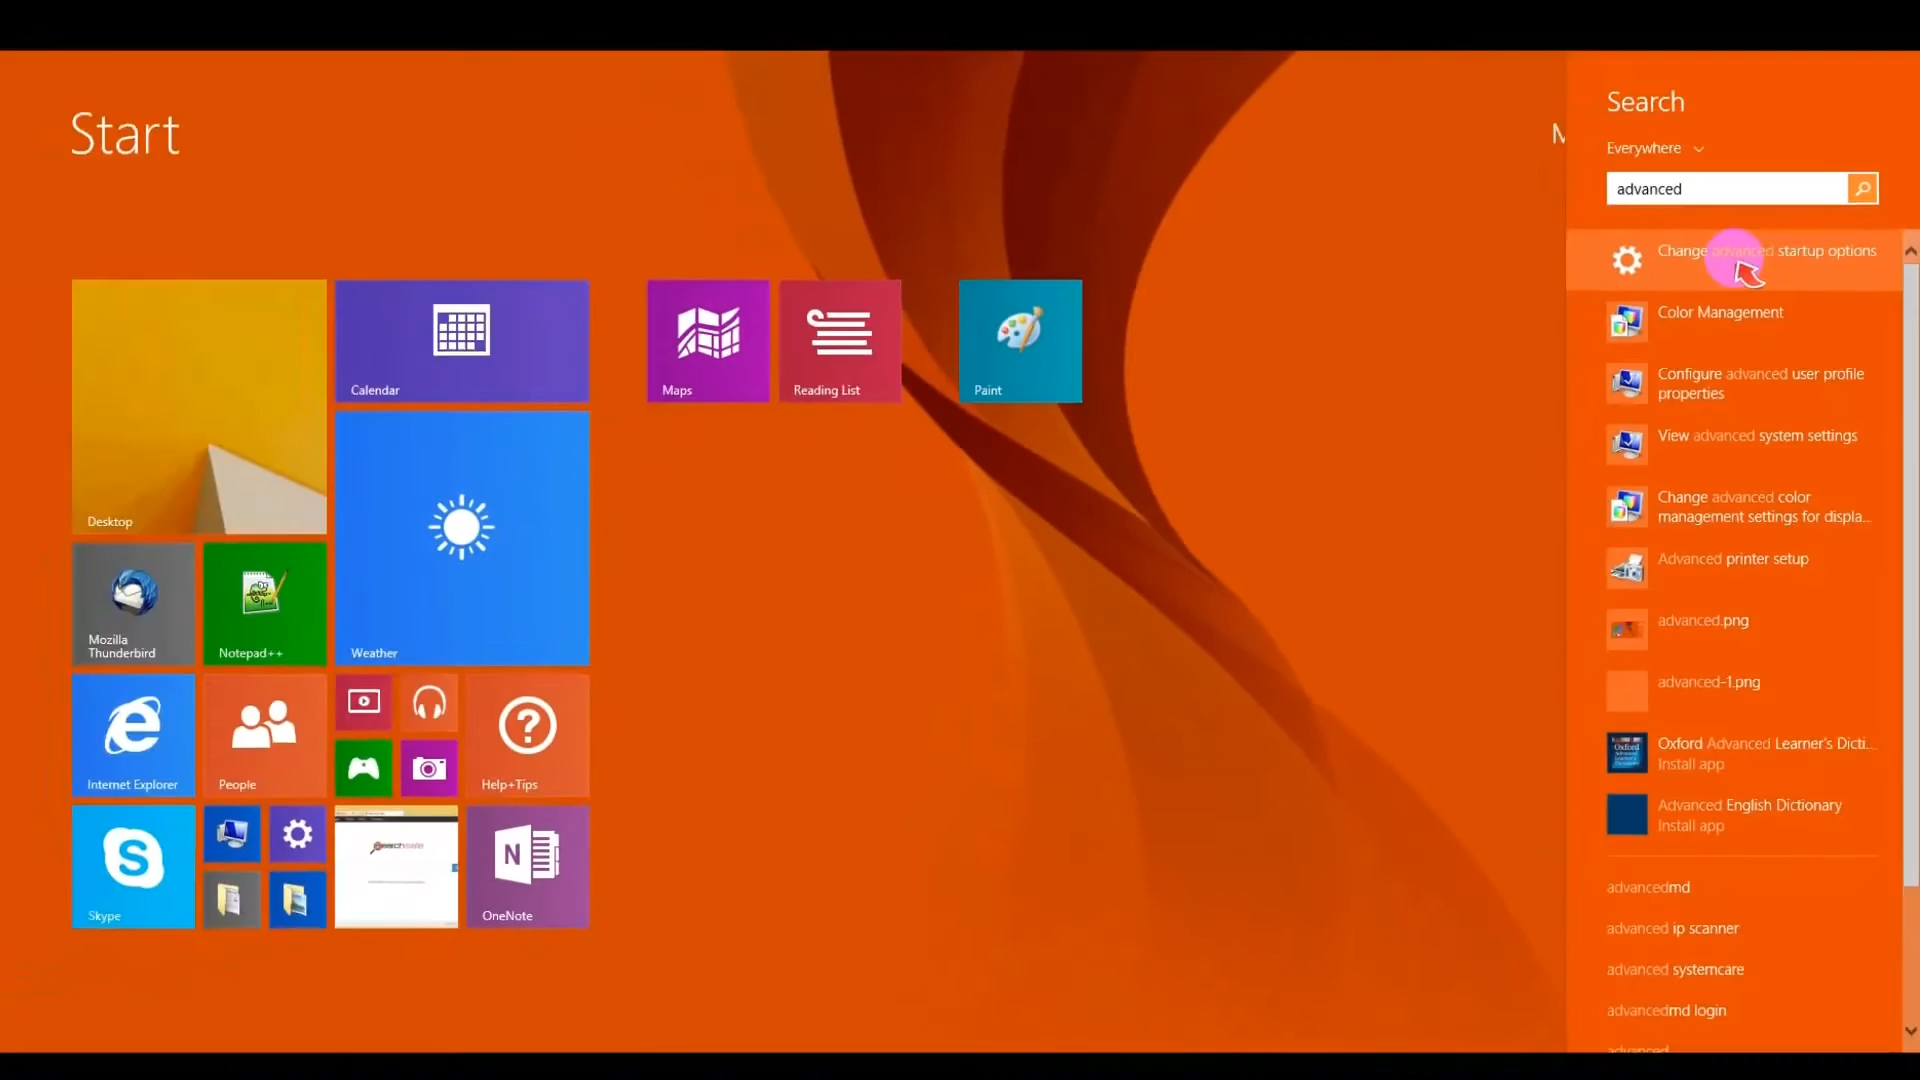 Start
Search
Everywhere
advanced
Change advanced startup options
Color Management
Configure advanced user profile
properties
View advanced system settings
Change advanced color
management settings for displa...
Advanced printer setup
advanced.png
advanced-1.png
Oxford Advanced Learner's Dicti...
Install app
Advanced English Dictionary
Install app
advancedmd
advanced ip scanner
advanced systemcare
advancedmd login
advanced
Desktop
Calendar
Weather
Maps
Reading List
Paint
Mozilla
Thunderbird
Notepad++
Internet Explorer
People
Help+Tips
Skype
OneNote